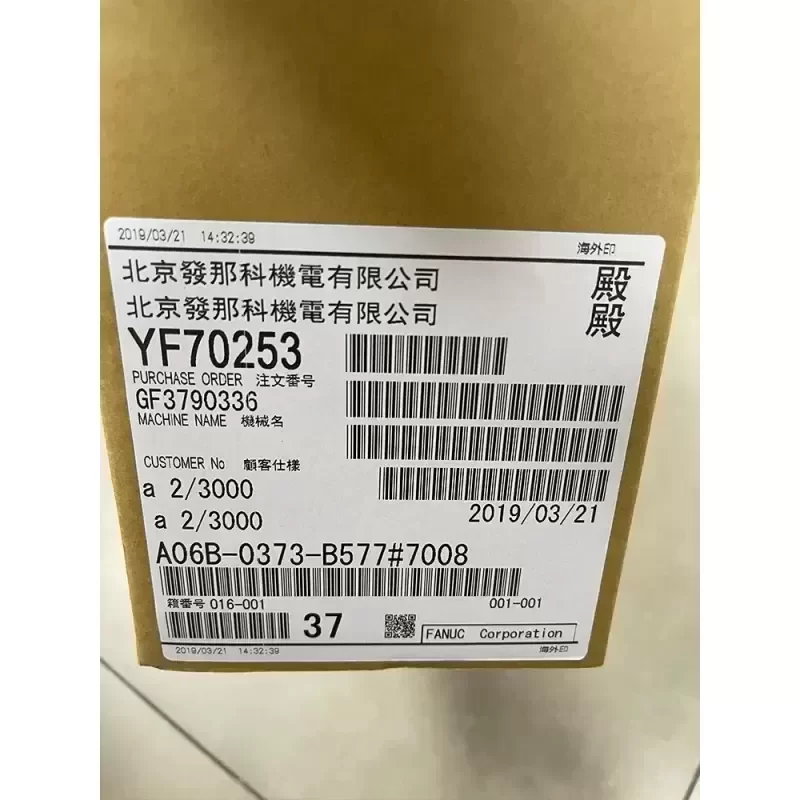 2019/03/21 14:32:39 海外印
北京發那科機電有限公司 殿
北京發那科機電有限公司 殿
YF70253
PURCHASE ORDER 注文番号
GF3790336
MACHINE NAME 機械名
CUSTOMER No 顧客仕様
a 2/3000
a 2/3000 2019/03/21
A06B-0373-B577#7008
箱番号 016-001 001-001
37 FANUC Corporation
2019/03/21 14:32:39 海外印